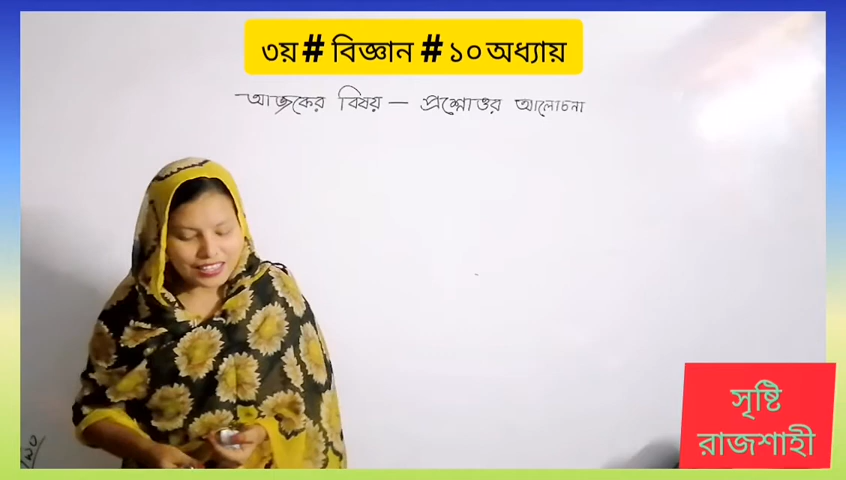 ৩য় # বিজ্ঞান # ১০ অধ্যায়
আজকের বিষয় — প্রশ্নোত্তর আলোচনা
সৃষ্টি
রাজশাহী